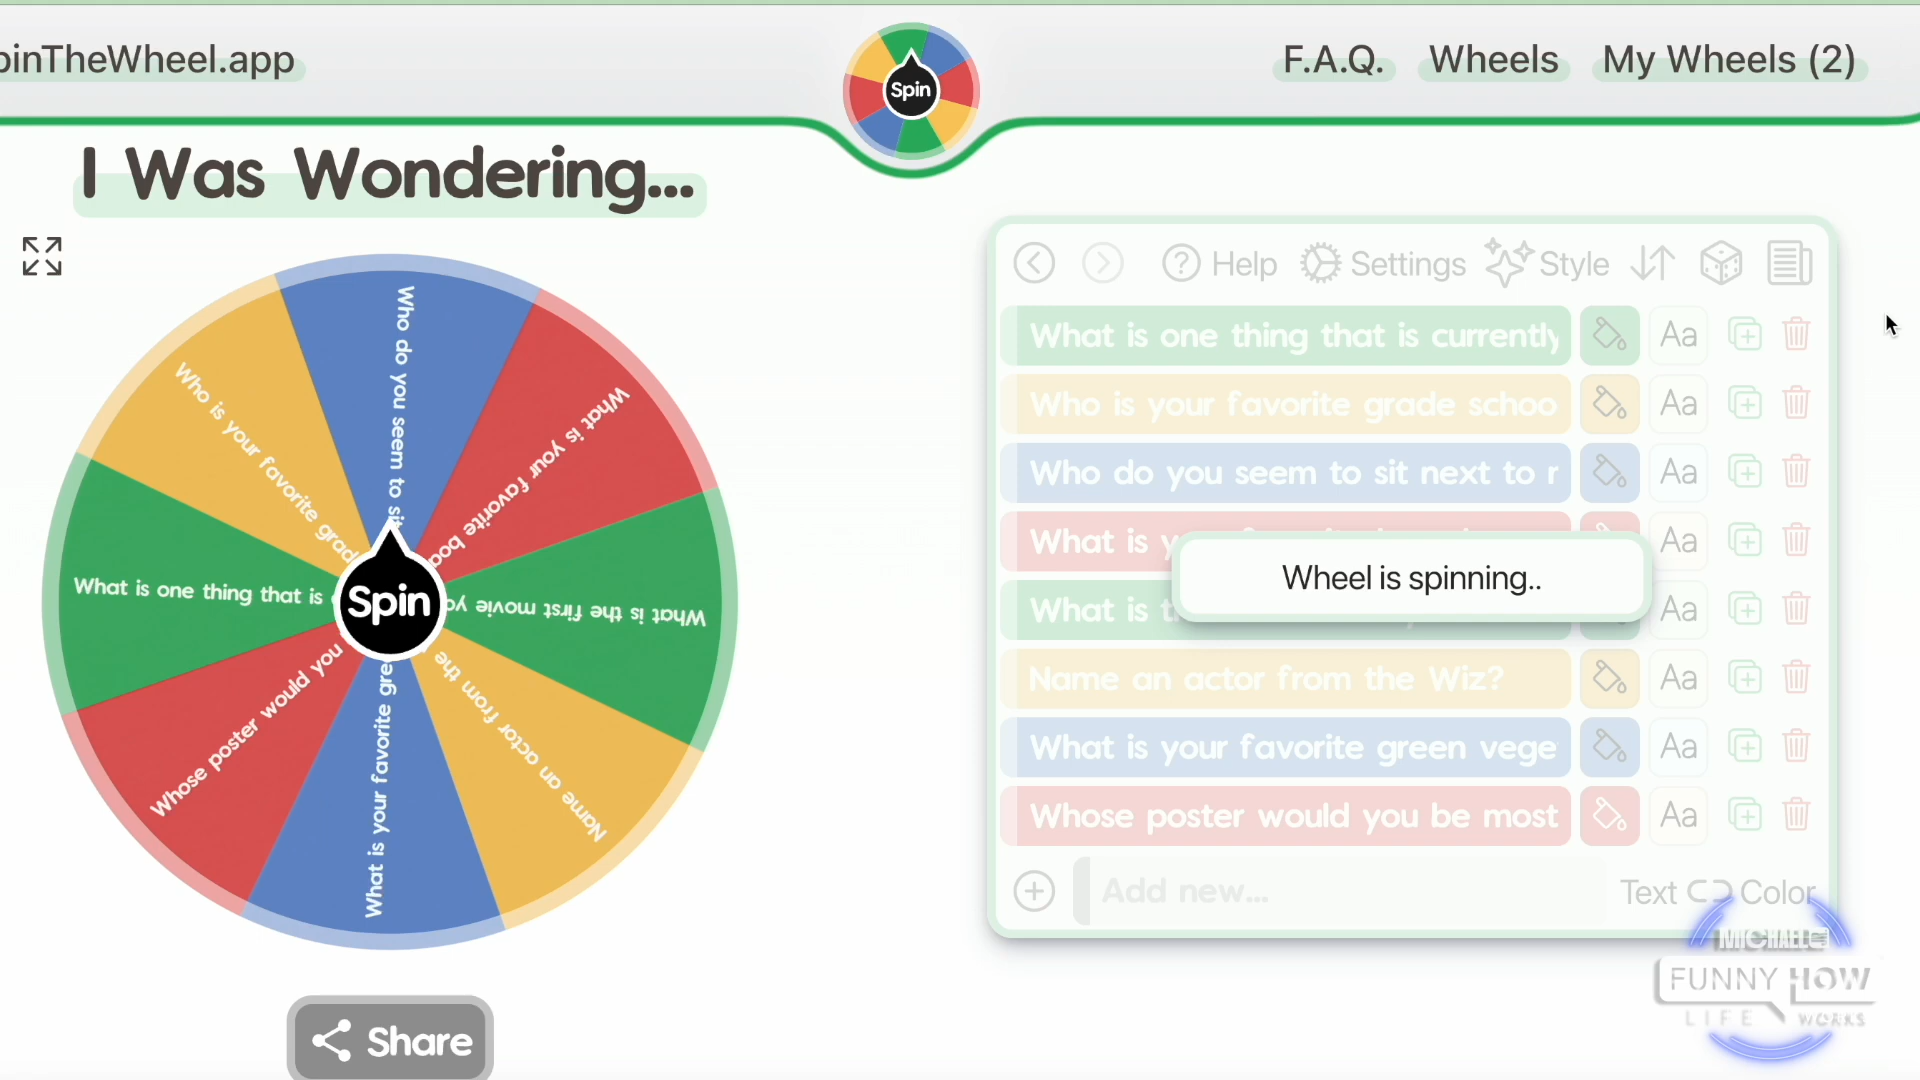 pinTheWheel.app
Spin
F.A.Q.
Wheels
My Wheels (2)
I Was Wondering...
Help
Settings
Style
Who do you seem to si
What is your favorite boo
What is the first movie yo
Name an actor from the
What is your favorite gre
Whose poster would you
What is one thing that is
Who is your favorite grad
Spin
What is one thing that is currently Aa
Who is your favorite grade schoo Aa
Who do you seem to sit next to r Aa
What is y Aa
Wheel is spinning..
What is t Aa
Name an actor from the Wiz? Aa
What is your favorite green vege Aa
Whose poster would you be most Aa
Add new...
Text
Color
Share
MICHAEL
FUNNY HOW
LIFE WORKS